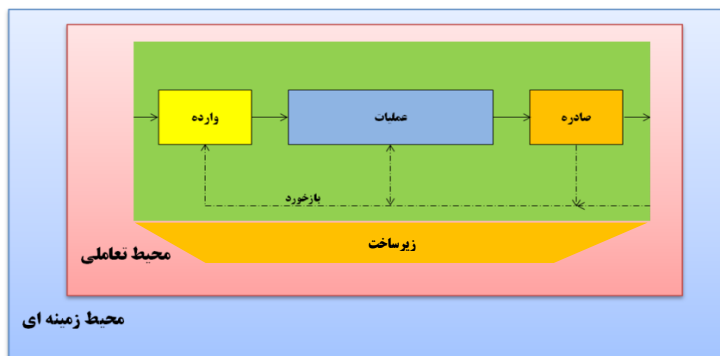 وارده
عملیات
صادره
بازخورد
زیرساخت
محیط تعاملی
محیط زمینه ای